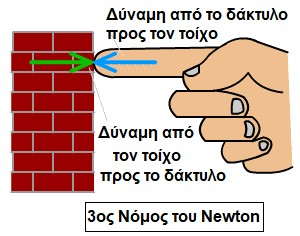 Δύναμη από το δάκτυλο
προς τον τοίχο
Δύναμη από
τον τοίχο
προς το δάκτυλο
3ος Νόμος του Newton